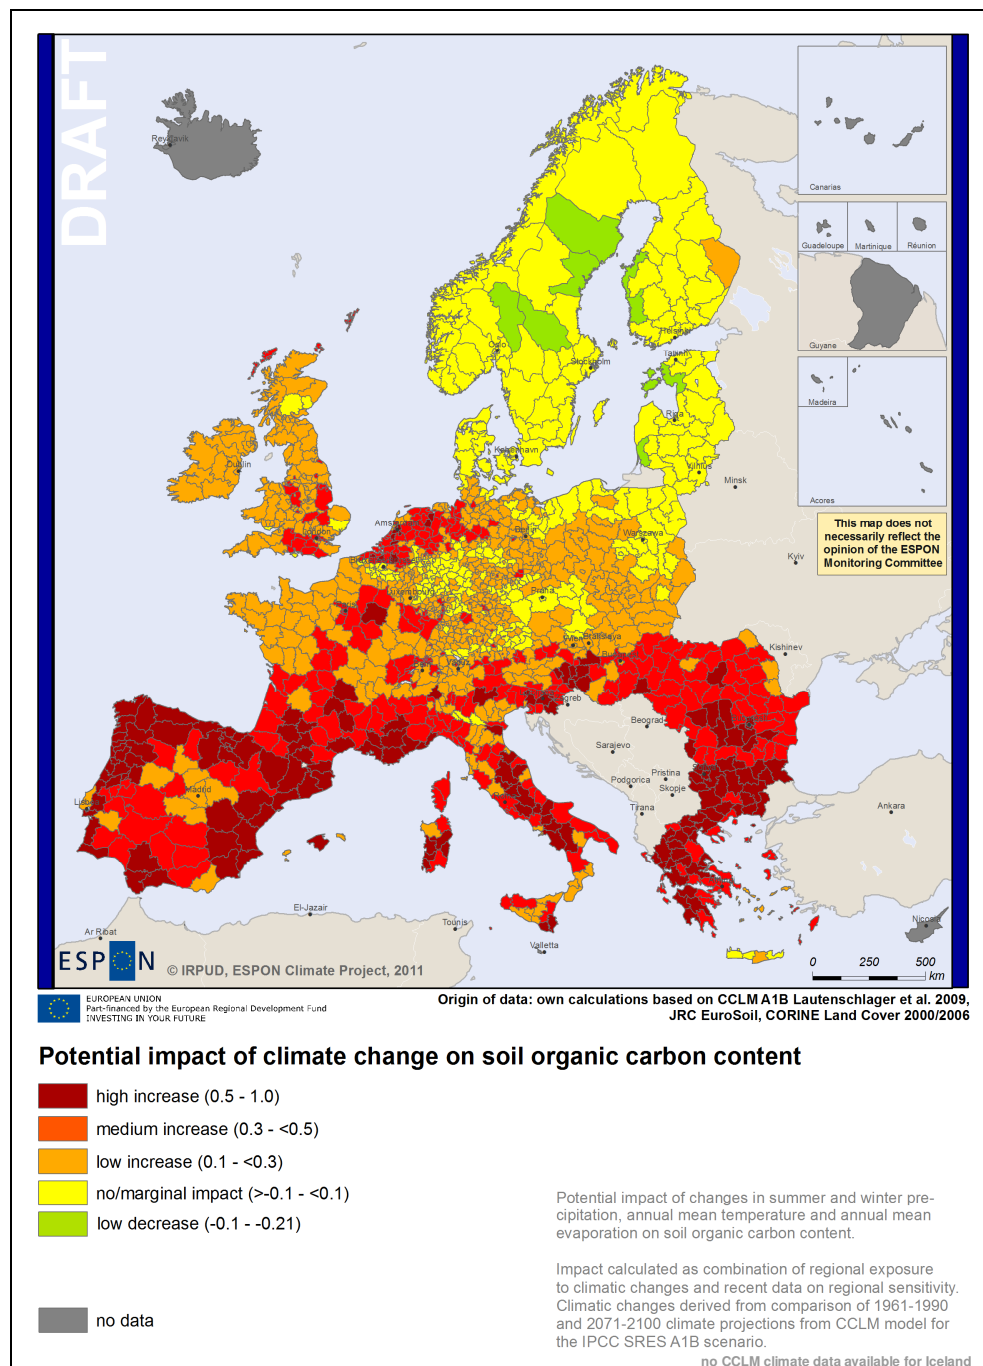 DRAFT
Reykjavik
Canarias
Guadeloupe
Martinique
Réunion
Guyane
Madeira
Acores
This map does not
necessarily reflect the
opinion of the ESPON
Monitoring Committee
Oslo
Helsinki
Tallinn
Stockholm
Riga
København
Vilnius
Minsk
Dublin
London
Berlin
Warszawa
Kyiv
Luxembourg
Praha
Paris
Wien
Bratislava
Budapest
Kishinev
Vaduz
Zagreb
Beograd
Sarajevo
Pristina
Podgorica
Skopje
Tirana
Ankara
Madrid
Lisboa
El-Jazair
Tounis
Ar Ribat
Valletta
Nicosia
0 250 500
km
ESPON
© IRPUD, ESPON Climate Project, 2011
EUROPEAN UNION
Part-financed by the European Regional Development Fund
INVESTING IN YOUR FUTURE
Origin of data: own calculations based on CCLM A1B Lautenschlager et al. 2009,
JRC EuroSoil, CORINE Land Cover 2000/2006
Potential impact of climate change on soil organic carbon content
high increase (0.5 - 1.0)
medium increase (0.3 - <0.5)
low increase (0.1 - <0.3)
no/marginal impact (>-0.1 - <0.1)
low decrease (-0.1 - -0.21)
no data
Potential impact of changes in summer and winter pre-
cipitation, annual mean temperature and annual mean
evaporation on soil organic carbon content.
Impact calculated as combination of regional exposure
to climatic changes and recent data on regional sensitivity.
Climatic changes derived from comparison of 1961-1990
and 2071-2100 climate projections from CCLM model for
the IPCC SRES A1B scenario.
no CCLM climate data available for Iceland